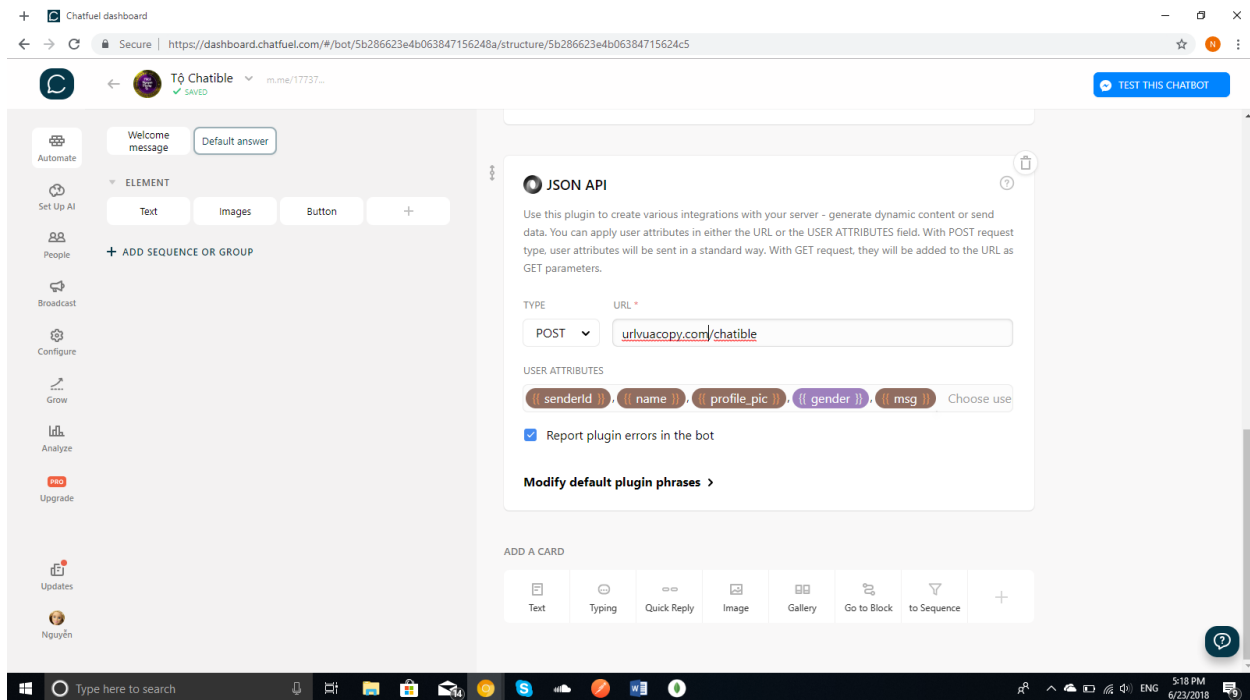 Chatfuel dashboard
Secure | https://dashboard.chatfuel.com/#/bot/5b286623e4b063847156248a/structure/5b286623e4b06384715624c5
N
Tộ Chatible
m.me/17737...
SAVED
TEST THIS CHATBOT
Automate
Set Up AI
People
Broadcast
Configure
Grow
Analyze
PRO
Upgrade
Updates
Nguyễn
Welcome
message
Default answer
ELEMENT
Text
Images
Button
+
+ ADD SEQUENCE OR GROUP
JSON API
Use this plugin to create various integrations with your server - generate dynamic content or send
data. You can apply user attributes in either the URL or the USER ATTRIBUTES field. With POST request
type, user attributes will be sent in a standard way. With GET request, they will be added to the URL as
GET parameters.
TYPE
URL *
POST
urlvuacopy.com/chatible
USER ATTRIBUTES
{{ senderId }}, {{ name }}, {{ profile_pic }}, {{ gender }}, {{ msg }} Choose use
Report plugin errors in the bot
Modify default plugin phrases >
ADD A CARD
Text
Typing
Quick Reply
Image
Gallery
Go to Block
to Sequence
+
Type here to search
14
ENG
5:18 PM
6/23/2018
9